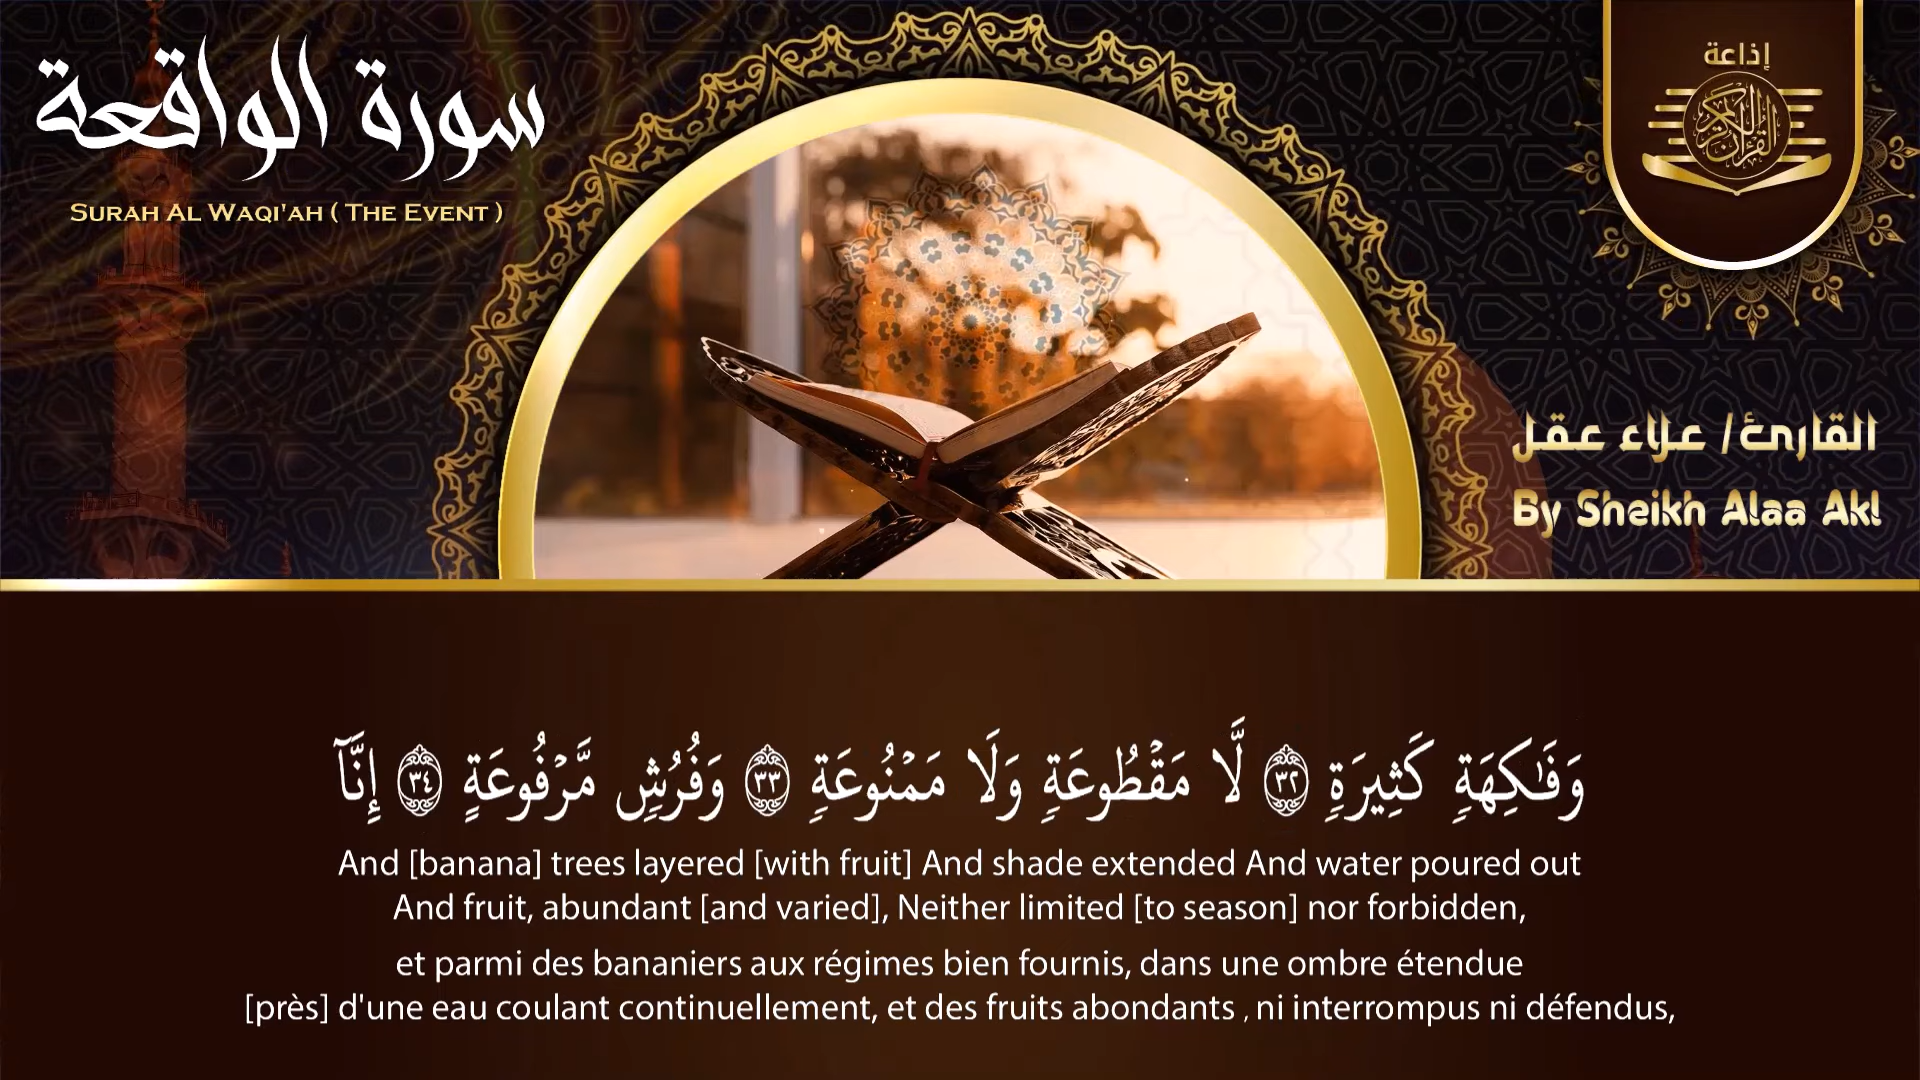 سورة الواقعة
SURAH AL WAQI'AH ( THE EVENT )
إذاعة
القرآن الكريم
القارئ/ علاء عقل
By Sheikh Alaa Akl
وَفَٰكِهَةٖ كَثِيرَةٖ ٣٢ لَّا مَقۡطُوعَةٖ وَلَا مَمۡنُوعَةٖ ٣٣ وَفُرُشٖ مَّرۡفُوعَةٍ ٣٤ إِنَّآ
And [banana] trees layered [with fruit] And shade extended And water poured out
And fruit, abundant [and varied], Neither limited [to season] nor forbidden,
et parmi des bananiers aux régimes bien fournis, dans une ombre étendue
[près] d'une eau coulant continuellement, et des fruits abondants , ni interrompus ni défendus,